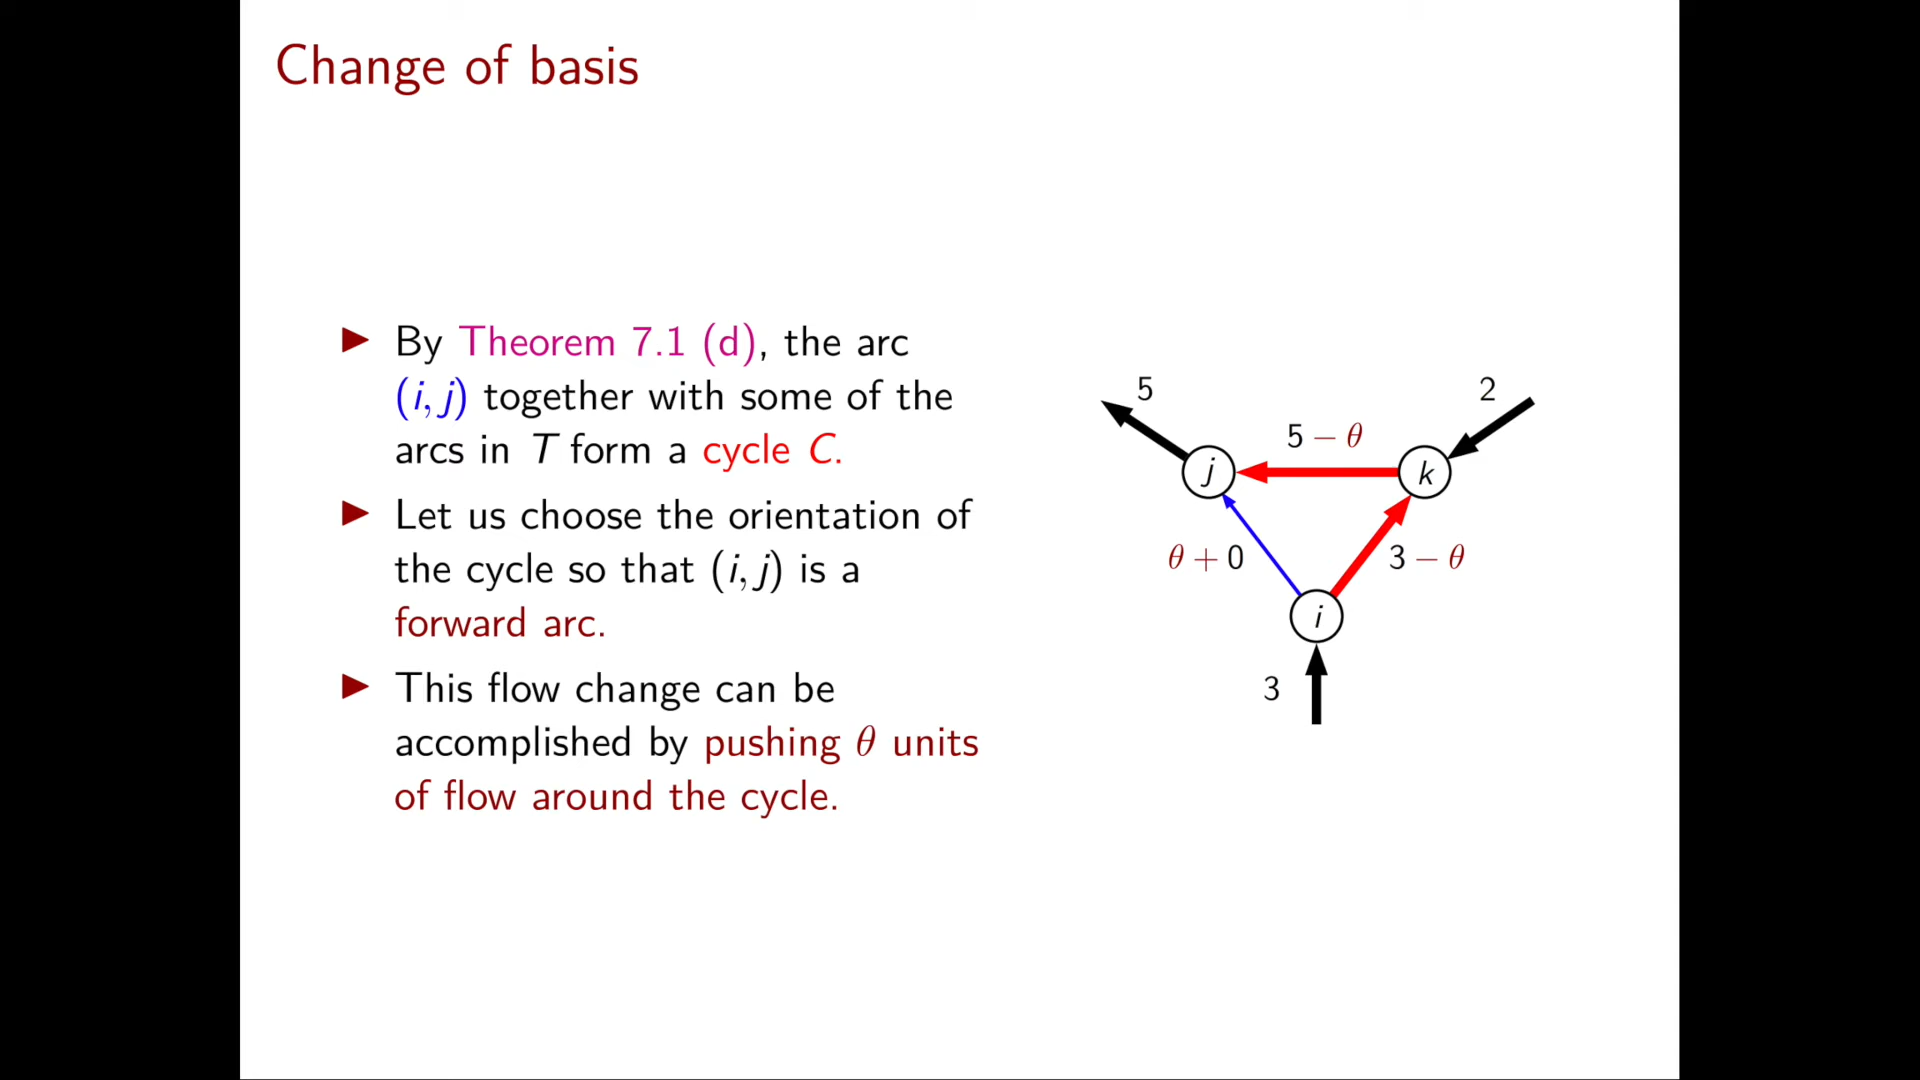 Change of basis
By Theorem 7.1 (d), the arc
(i, j) together with some of the
arcs in T form a cycle C.
Let us choose the orientation of
the cycle so that (i, j) is a
forward arc.
This flow change can be
accomplished by pushing θ units
of flow around the cycle.
5
2
5 − θ
j
k
θ + 0
3 − θ
i
3